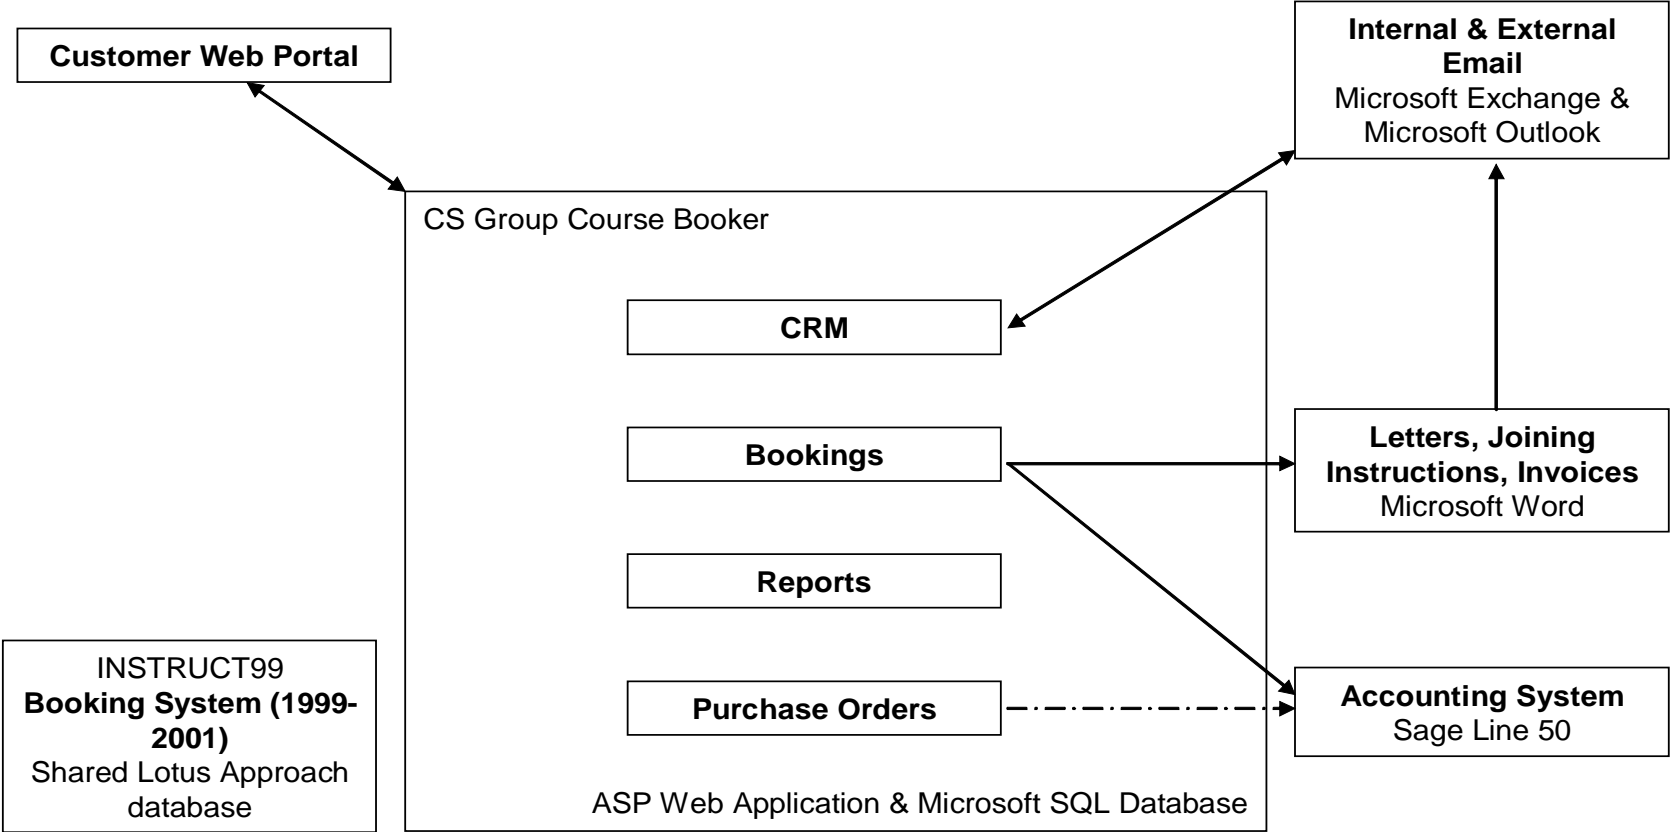 Customer Web Portal
Internal & External
Email
Microsoft Exchange &
Microsoft Outlook
CS Group Course Booker
CRM
Bookings
Letters, Joining
Instructions, Invoices
Microsoft Word
Reports
INSTRUCT99
Booking System (1999-
2001)
Shared Lotus Approach
database
Purchase Orders
Accounting System
Sage Line 50
ASP Web Application & Microsoft SQL Database